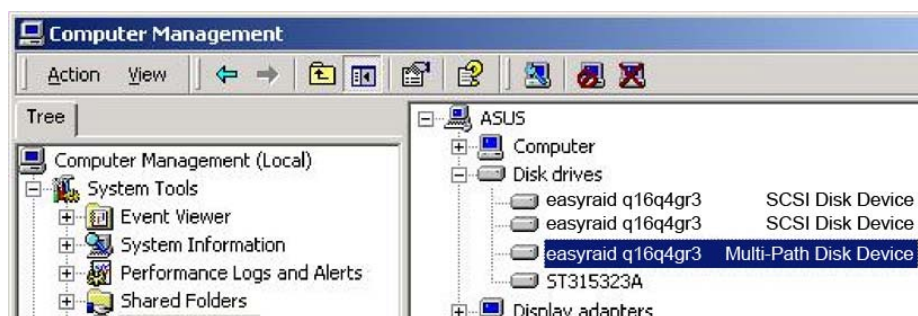 Computer Management
Action View
Tree
Computer Management (Local)
System Tools
Event Viewer
System Information
Performance Logs and Alerts
Shared Folders
ASUS
Computer
Disk drives
easyraid q16q4gr3 SCSI Disk Device
easyraid q16q4gr3 SCSI Disk Device
easyraid q16q4gr3 Multi-Path Disk Device
ST315323A
Display adapters